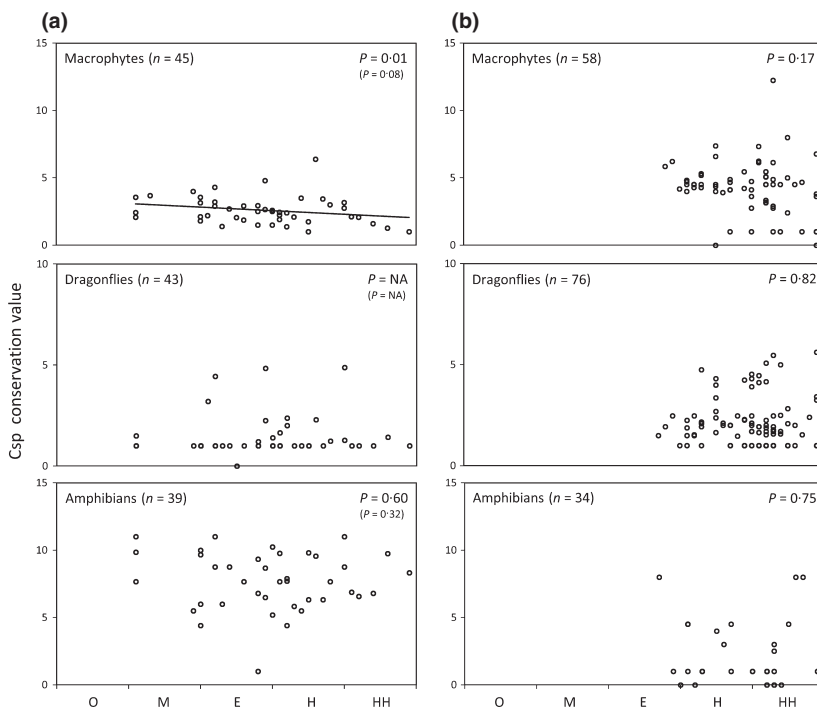 (a) (b)
Csp conservation value
15
10
5
0
Macrophytes (n = 45) P = 0·01
(P = 0·08)
15
10
5
0
Macrophytes (n = 58) P = 0·17
10
5
0
Dragonflies (n = 43) P = NA
(P = NA)
10
5
0
Dragonflies (n = 76) P = 0·82
15
10
5
0
Amphibians (n = 39) P = 0·60
(P = 0·32)
O M E H HH
15
10
5
0
Amphibians (n = 34) P = 0·75
O M E H HH